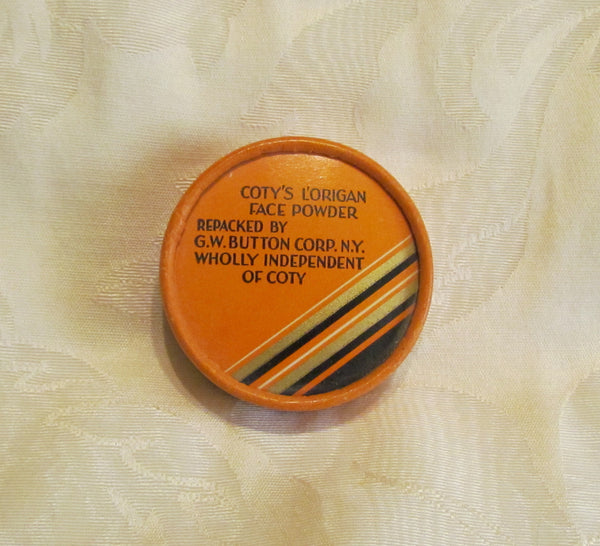 COTY'S L'ORIGAN
FACE POWDER
REPACKED BY
G.W. BUTTON CORP. N.Y.
WHOLLY INDEPENDENT
OF COTY